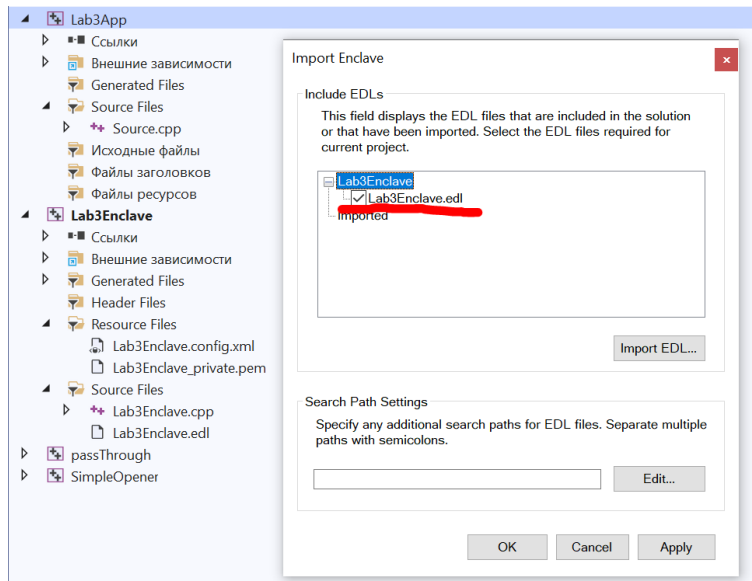 Lab3App
Ссылки
Внешние зависимости
Generated Files
Source Files
Source.cpp
Исходные файлы
Файлы заголовков
Файлы ресурсов
Lab3Enclave
Ссылки
Внешние зависимости
Generated Files
Header Files
Resource Files
Lab3Enclave.config.xml
Lab3Enclave_private.pem
Source Files
Lab3Enclave.cpp
Lab3Enclave.edl
passThrough
SimpleOpener
Import Enclave
Include EDLs
This field displays the EDL files that are included in the solution
or that have been imported. Select the EDL files required for
current project.
Lab3Enclave
Lab3Enclave.edl
Imported
Import EDL...
Search Path Settings
Specify any additional search paths for EDL files. Separate multiple
paths with semicolons.
Edit...
OK Cancel Apply